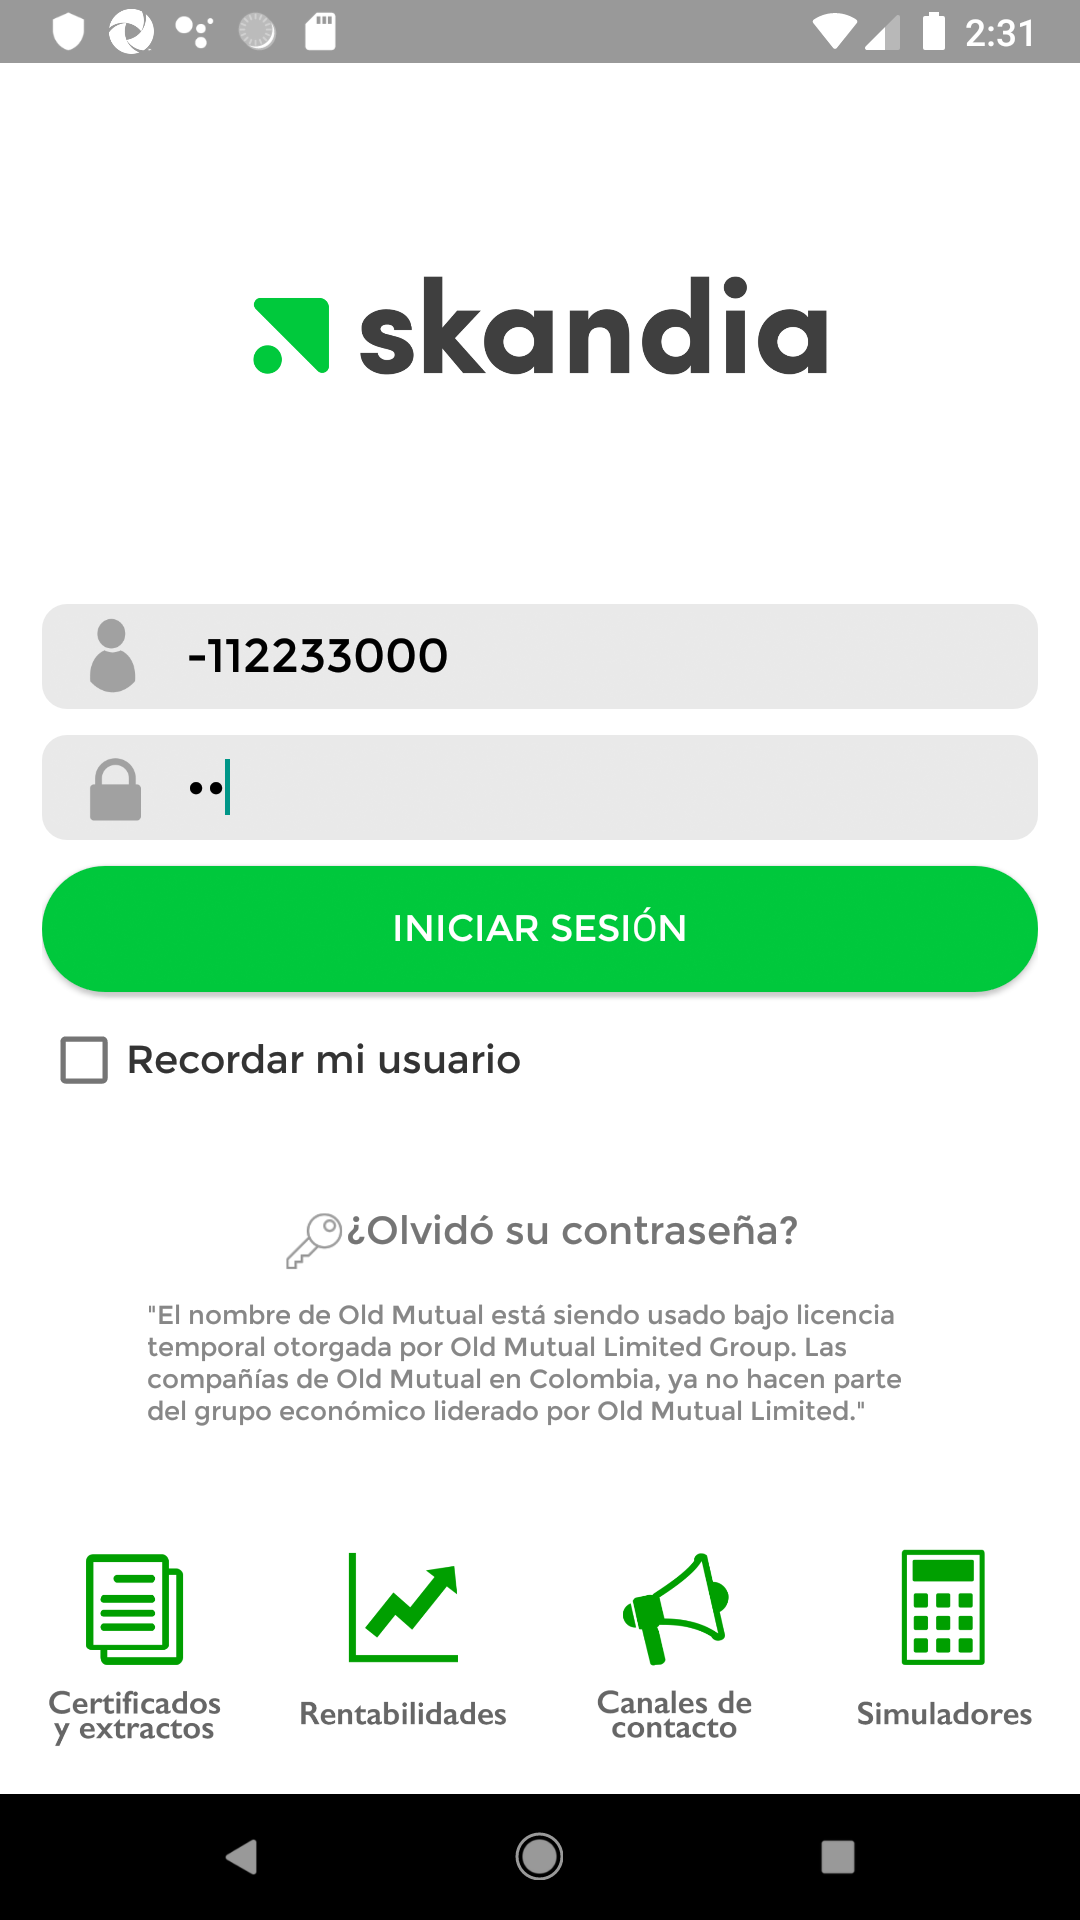 2:31
skandia
-112233000
••
INICIAR SESIÓN
Recordar mi usuario
¿Olvidó su contraseña?
"El nombre de Old Mutual está siendo usado bajo licencia
temporal otorgada por Old Mutual Limited Group. Las
compañías de Old Mutual en Colombia, ya no hacen parte
del grupo económico liderado por Old Mutual Limited."
Certificados
y extractos
Rentabilidades
Canales de
contacto
Simuladores